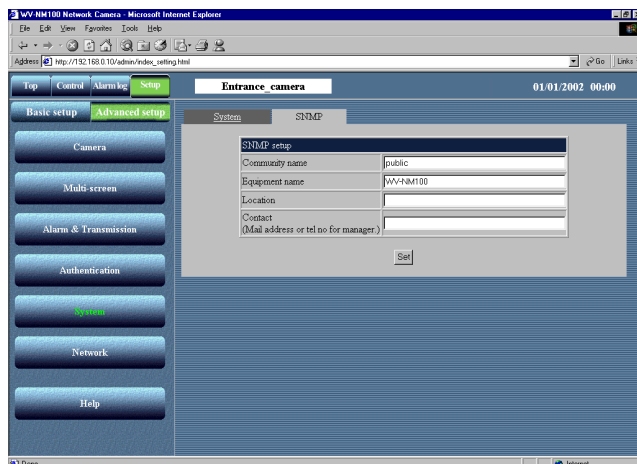 WV-NM100 Network Camera - Microsoft Internet Explorer
File Edit View Favorites Tools Help
Address http://192.168.0.10/admin/index_setting.html Go Links
Top Control Alarm log Setup Entrance_camera 01/01/2002 00:00
Basic setup Advanced setup
System SNMP
Camera
Multi-screen
Alarm & Transmission
Authentication
System
Network
Help
SNMP setup
Community name public
Equipment name WV-NM100
Location
Contact
(Mail address or tel no for manager.)
Set
Done Internet